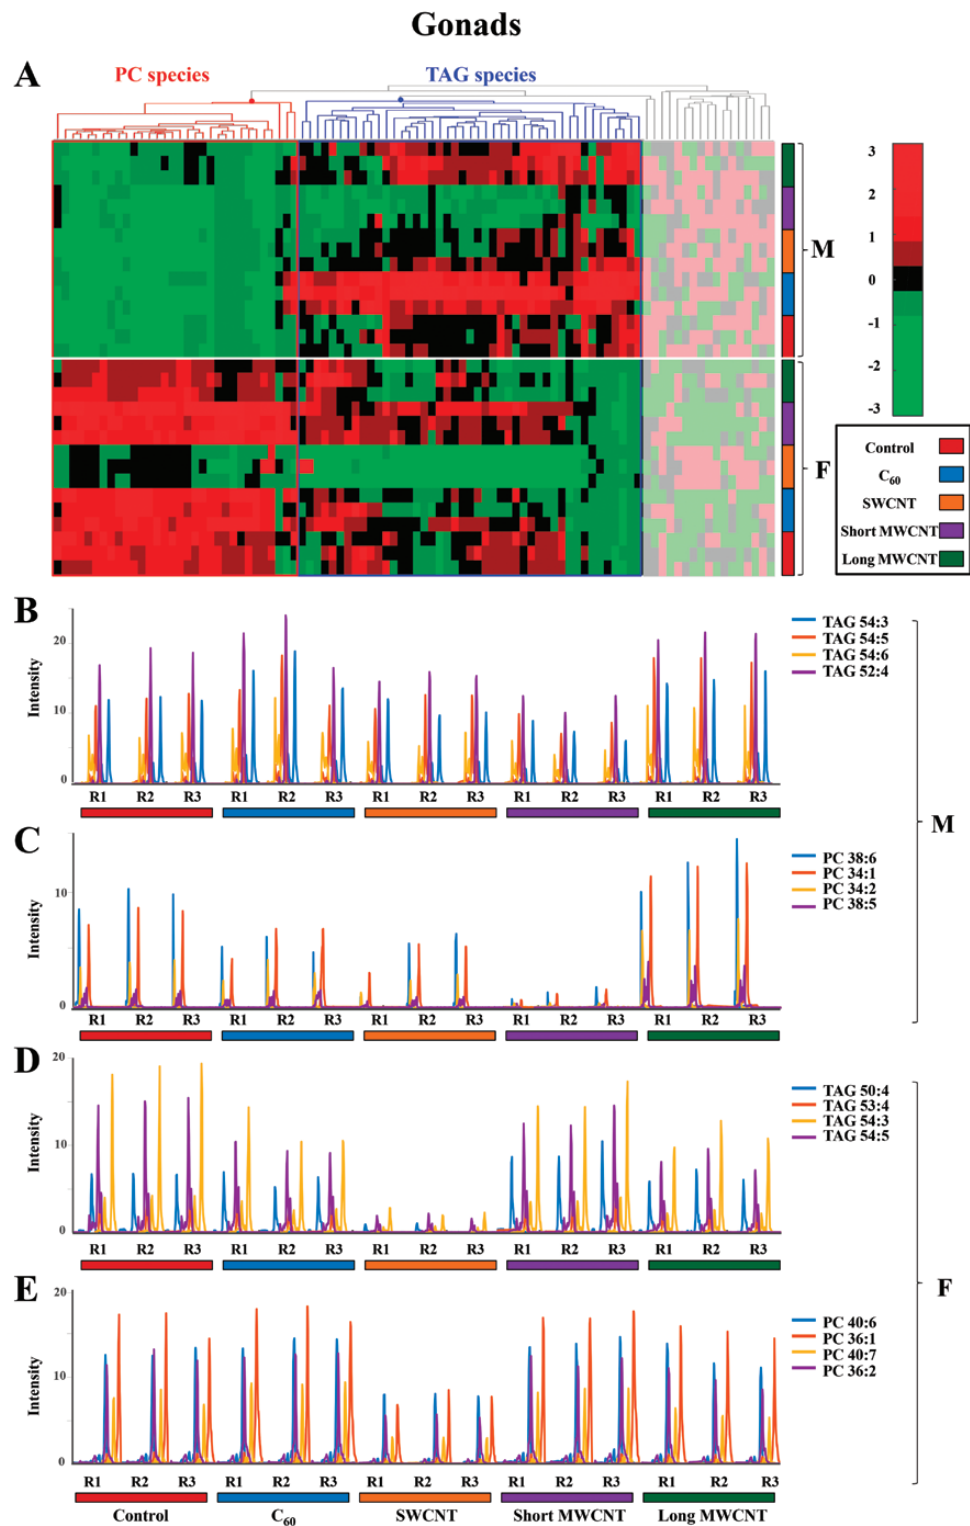 Gonads
A
PC species
TAG species
M
F
3
2
1
0
-1
-2
-3
Control
C60
SWCNT
Short MWCNT
Long MWCNT
B
Intensity
20
10
0
R1 R2 R3 R1 R2 R3 R1 R2 R3 R1 R2 R3 R1 R2 R3
TAG 54:3
TAG 54:5
TAG 54:6
TAG 52:4
C
Intensity
10
0
R1 R2 R3 R1 R2 R3 R1 R2 R3 R1 R2 R3 R1 R2 R3
PC 38:6
PC 34:1
PC 34:2
PC 38:5
M
D
Intensity
20
10
0
R1 R2 R3 R1 R2 R3 R1 R2 R3 R1 R2 R3 R1 R2 R3
TAG 50:4
TAG 53:4
TAG 54:3
TAG 54:5
E
Intensity
20
10
0
R1 R2 R3 R1 R2 R3 R1 R2 R3 R1 R2 R3 R1 R2 R3
PC 40:6
PC 36:1
PC 40:7
PC 36:2
F
Control C60 SWCNT Short MWCNT Long MWCNT